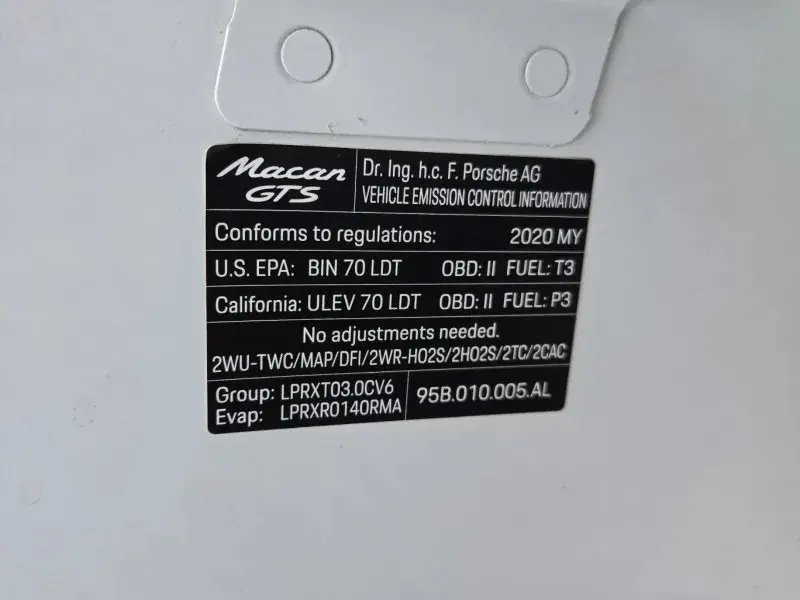 Macan GTS
Dr. Ing. h.c. F. Porsche AG
VEHICLE EMISSION CONTROL INFORMATION
Conforms to regulations: 2020 MY
U.S. EPA: BIN 70 LDT OBD: II FUEL: T3
California: ULEV 70 LDT OBD: II FUEL: P3
No adjustments needed.
2WU-TWC/MAP/DFI/2WR-HO2S/2HO2S/2TC/2CAC
Group: LPRXT03.0CV6
Evap: LPRXR0140RMA
95B.010.005.AL